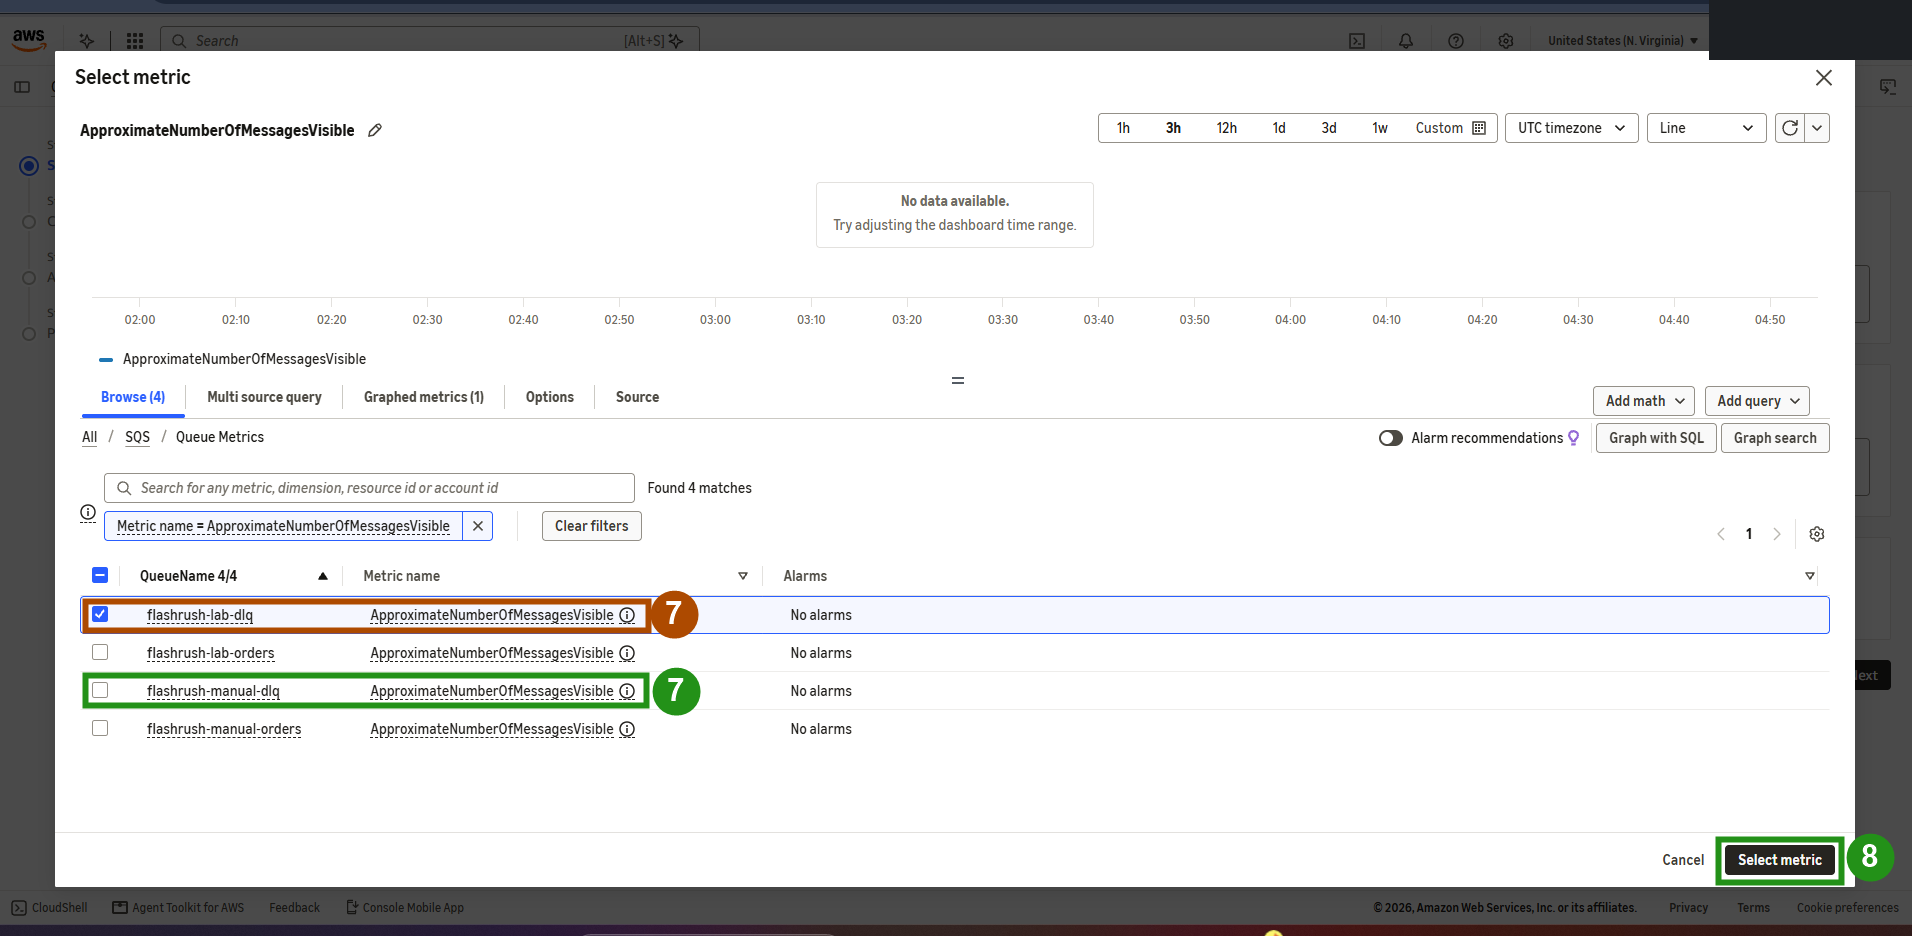 aws
Search [Alt+S]
United States (N. Virginia)
Select metric
ApproximateNumberOfMessagesVisible
1h 3h 12h 1d 3d 1w Custom UTC timezone Line
No data available.
Try adjusting the dashboard time range.
02:00 02:10 02:20 02:30 02:40 02:50 03:00 03:10 03:20 03:30 03:40 03:50 04:00 04:10 04:20 04:30 04:40 04:50
ApproximateNumberOfMessagesVisible
Browse (4) Multi source query Graphed metrics (1) Options Source
Add math Add query
All / SQS / Queue Metrics
Alarm recommendations Graph with SQL Graph search
Search for any metric, dimension, resource id or account id Found 4 matches
Metric name = ApproximateNumberOfMessagesVisible Clear filters
1
QueueName 4/4 Metric name Alarms
flashrush-lab-dlq ApproximateNumberOfMessagesVisible 7 No alarms
flashrush-lab-orders ApproximateNumberOfMessagesVisible No alarms
flashrush-manual-dlq ApproximateNumberOfMessagesVisible 7 No alarms
flashrush-manual-orders ApproximateNumberOfMessagesVisible No alarms
Cancel Select metric 8
CloudShell Agent Toolkit for AWS Feedback Console Mobile App
© 2026, Amazon Web Services, Inc. or its affiliates. Privacy Terms Cookie preferences